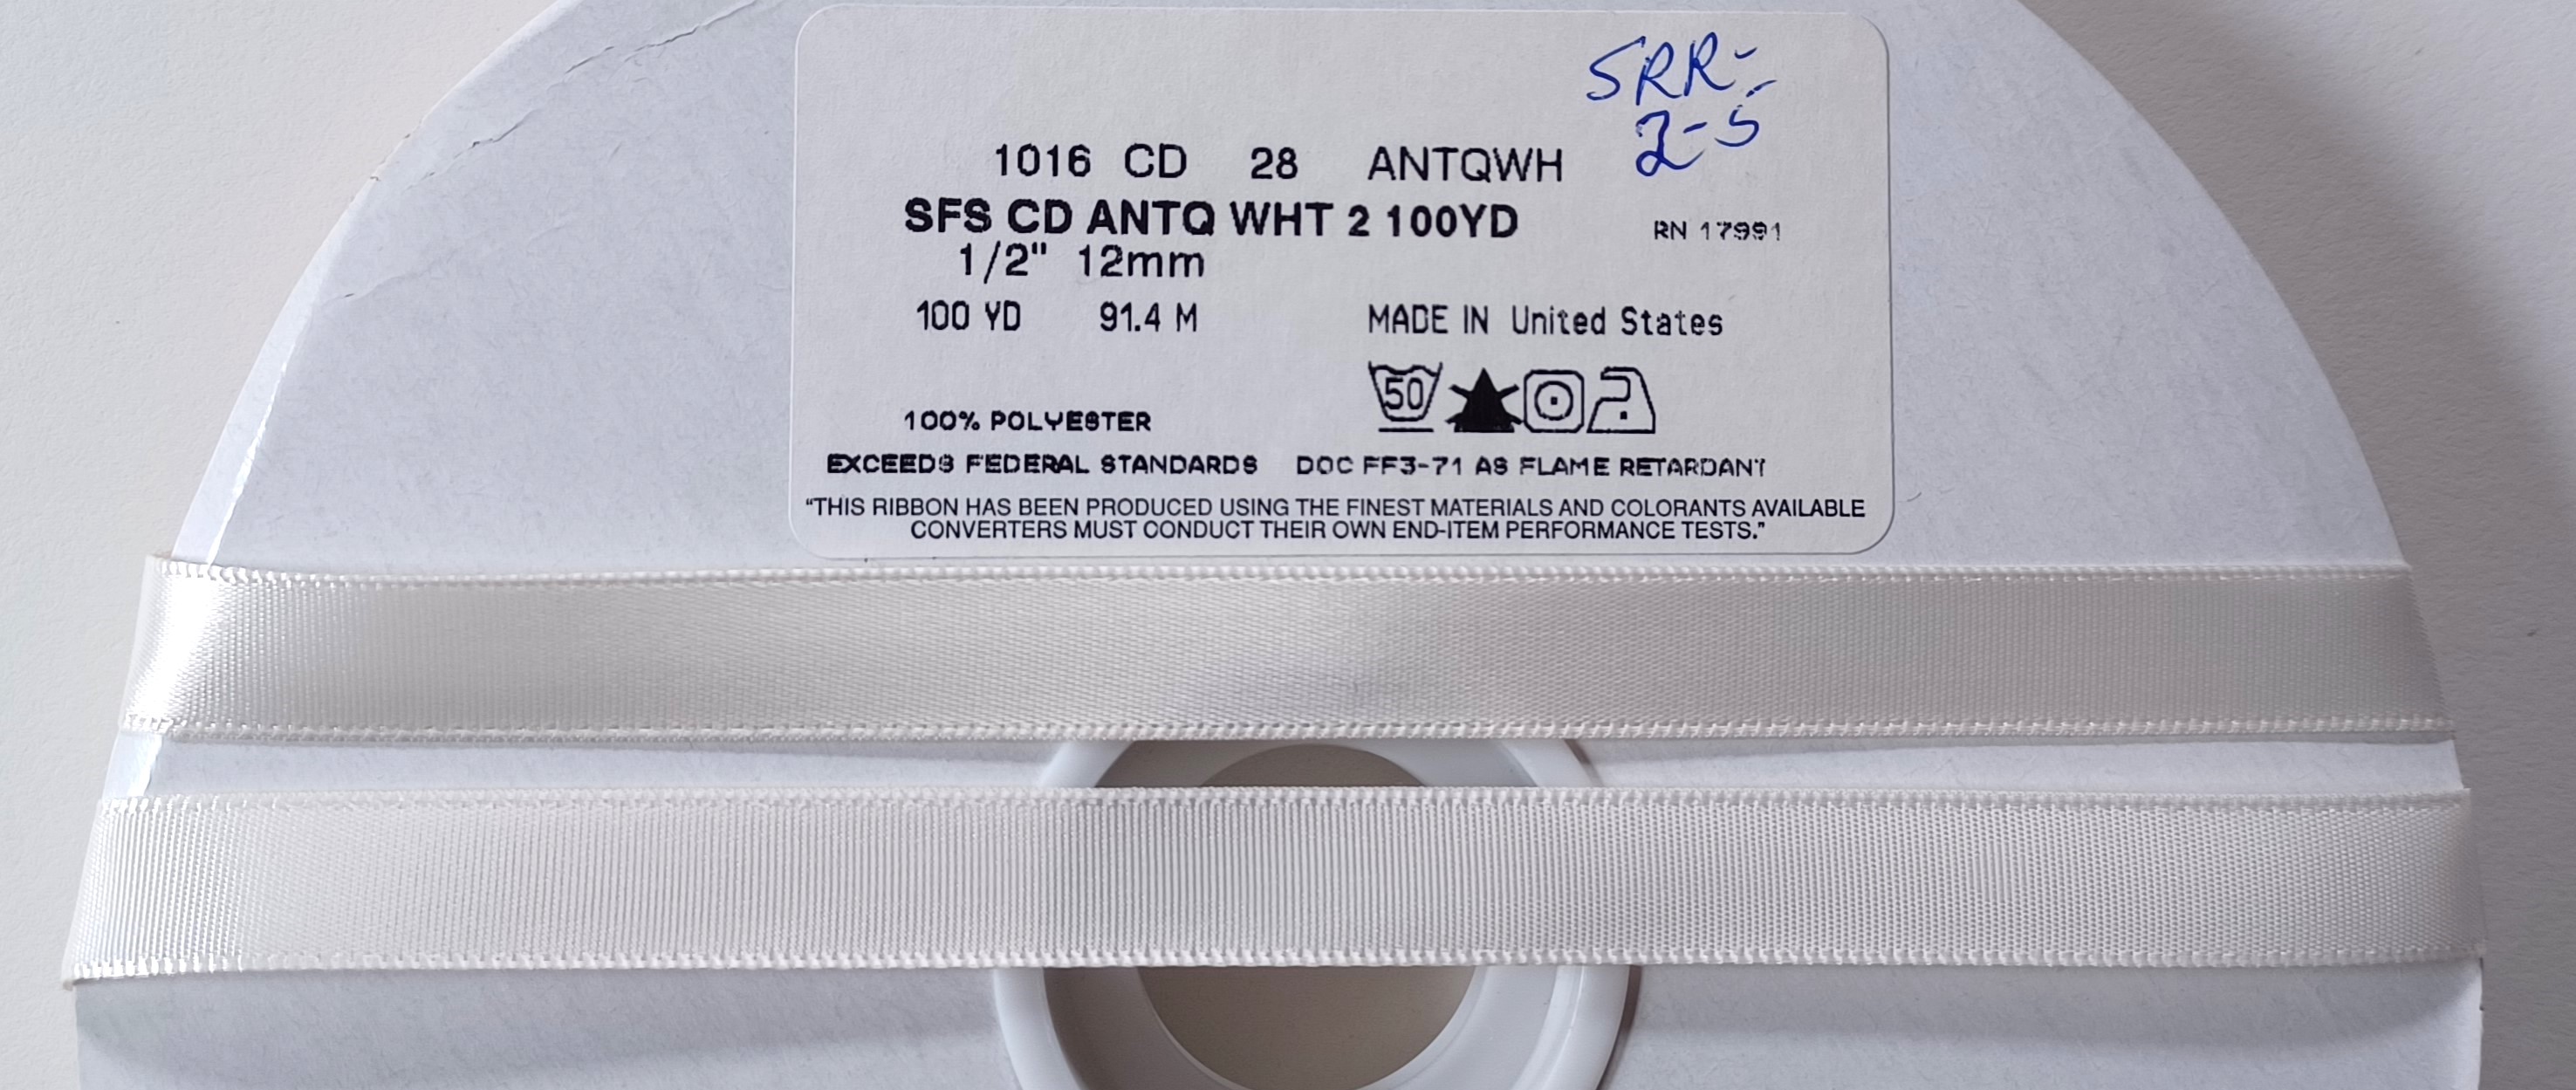 SRR-
2-5
1016 CD 28 ANTQWH
SFS CD ANTQ WHT 2 100YD
RN 17991
1/2" 12mm
100 YD 91.4 M
MADE IN United States
50
100% POLYESTER
EXCEEDS FEDERAL STANDARDS DOC FF3-71 AS FLAME RETARDANT
"THIS RIBBON HAS BEEN PRODUCED USING THE FINEST MATERIALS AND COLORANTS AVAILABLE
CONVERTERS MUST CONDUCT THEIR OWN END-ITEM PERFORMANCE TESTS."